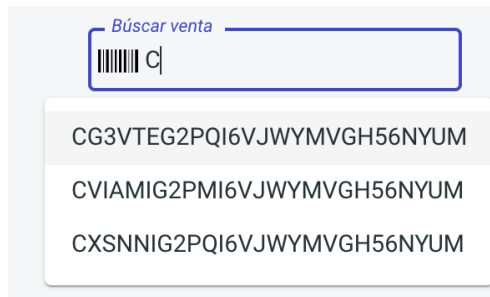 Búscar venta
C
CG3VTEG2PQI6VJWYMVGH56NYUM
CVIAMIG2PMI6VJWYMVGH56NYUM
CXSNNIG2PQI6VJWYMVGH56NYUM